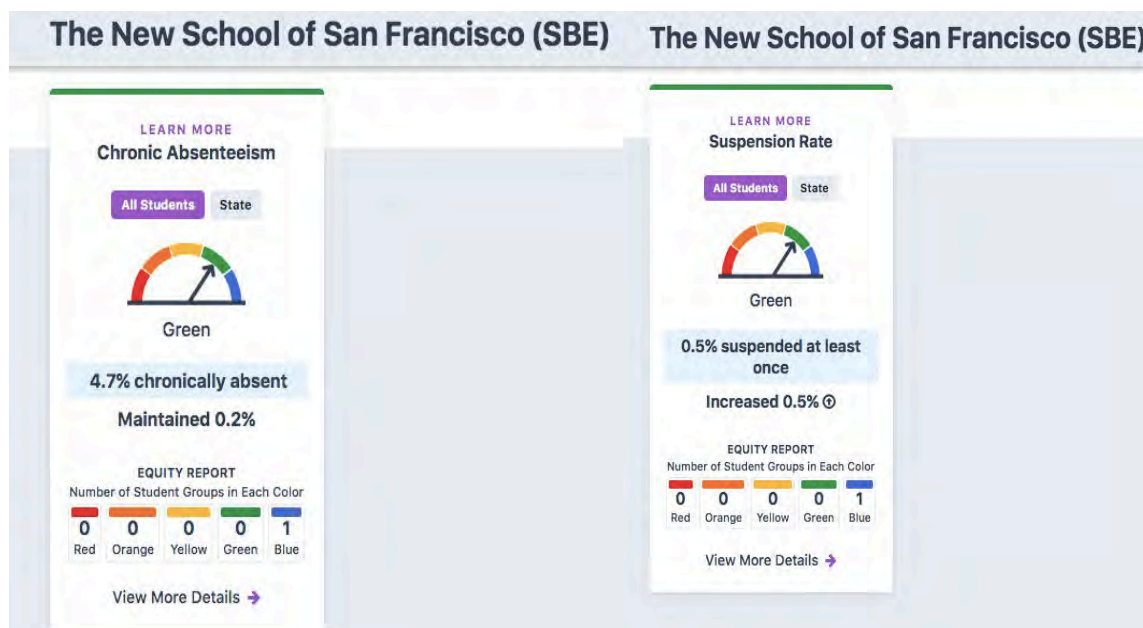 The New School of San Francisco (SBE)
LEARN MORE
Chronic Absenteeism
All Students State
Green
4.7% chronically absent
Maintained 0.2%
EQUITY REPORT
Number of Student Groups in Each Color
0 0 0 0 1
Red Orange Yellow Green Blue
View More Details →
The New School of San Francisco (SBE)
LEARN MORE
Suspension Rate
All Students State
Green
0.5% suspended at least
once
Increased 0.5%
EQUITY REPORT
Number of Student Groups in Each Color
0 0 0 0 1
Red Orange Yellow Green Blue
View More Details →